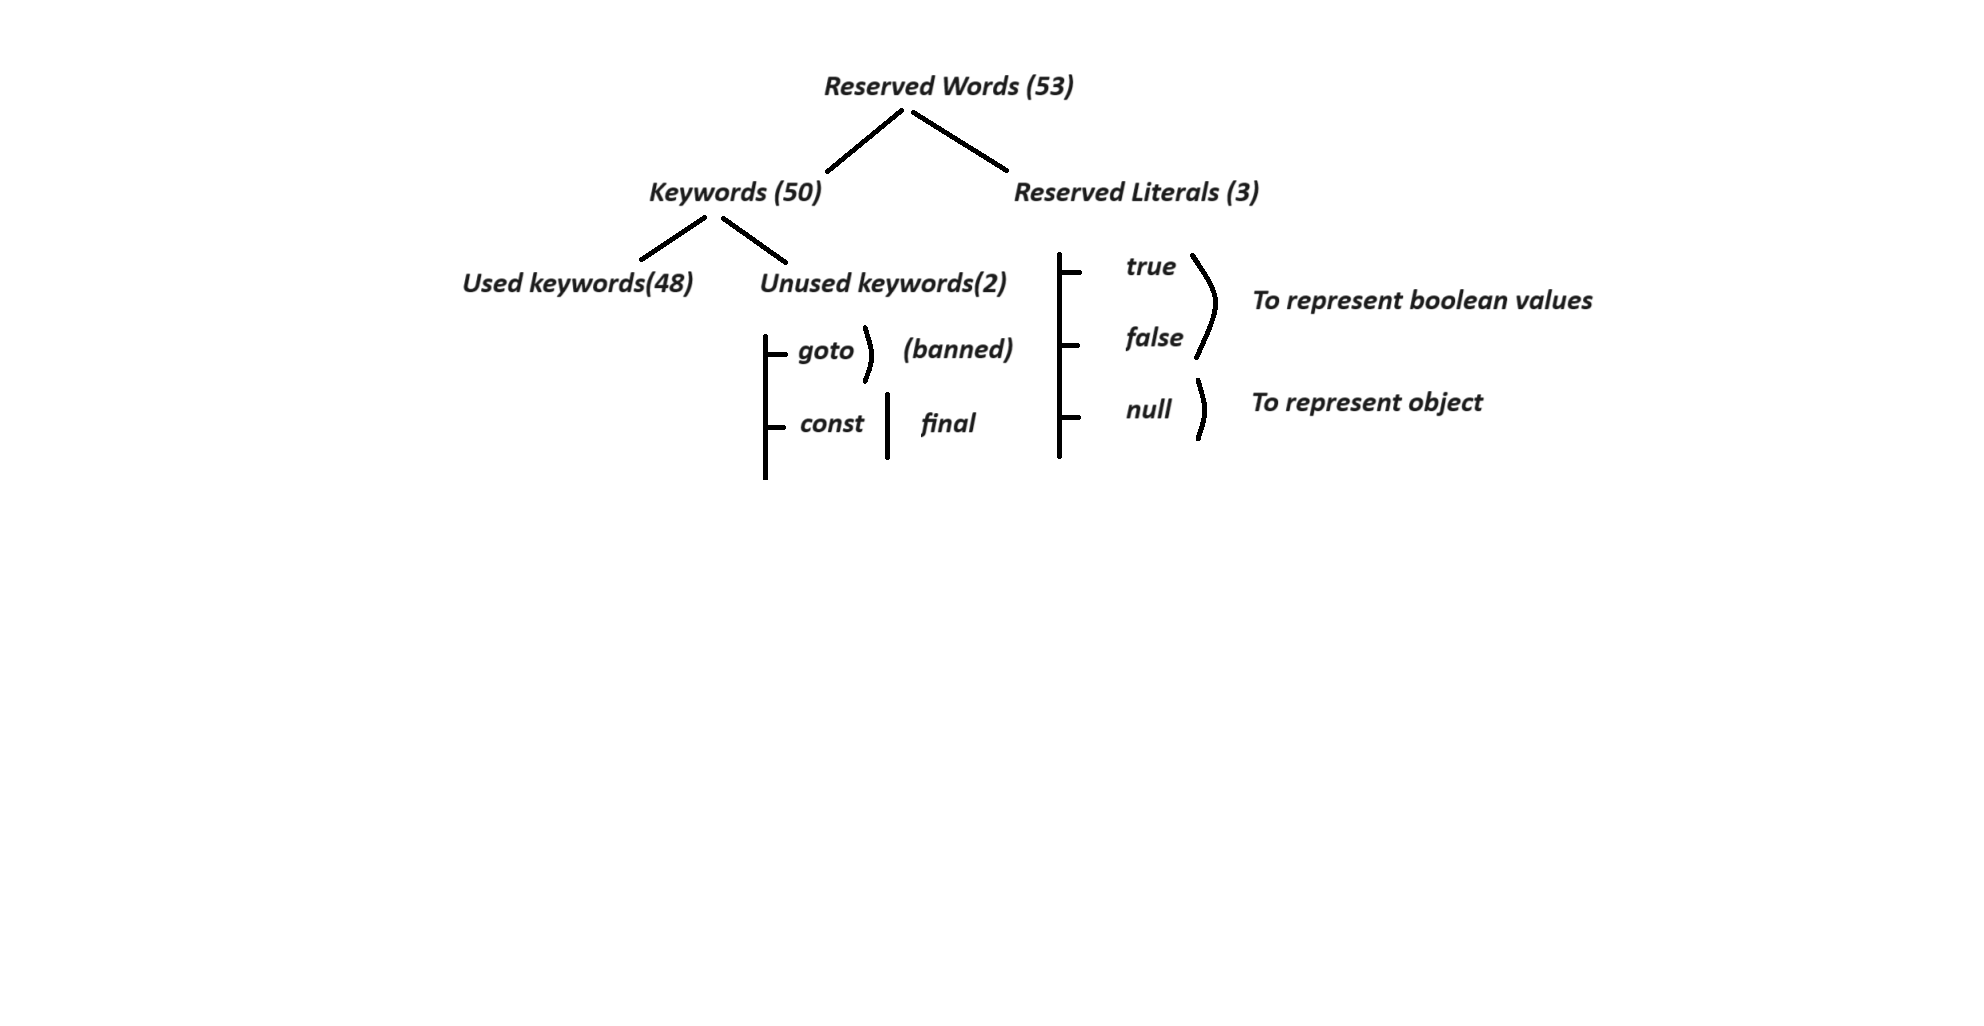 Reserved Words (53)
Keywords (50)
Reserved Literals (3)
Used keywords(48)
Unused keywords(2)
goto
(banned)
const
final
true
false
To represent boolean values
null
To represent object